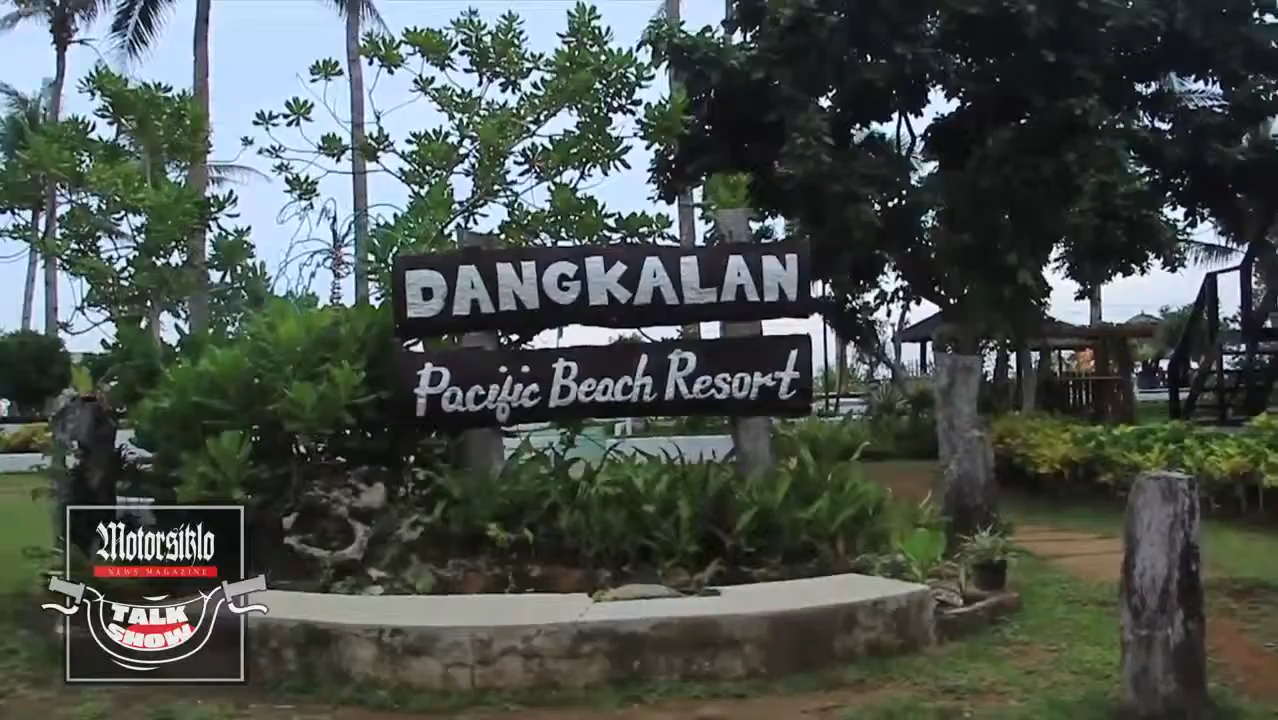 DANGKALAN
Pacific Beach Resort
Motorsiklo
NEWS MAGAZINE
TALK
SHOW